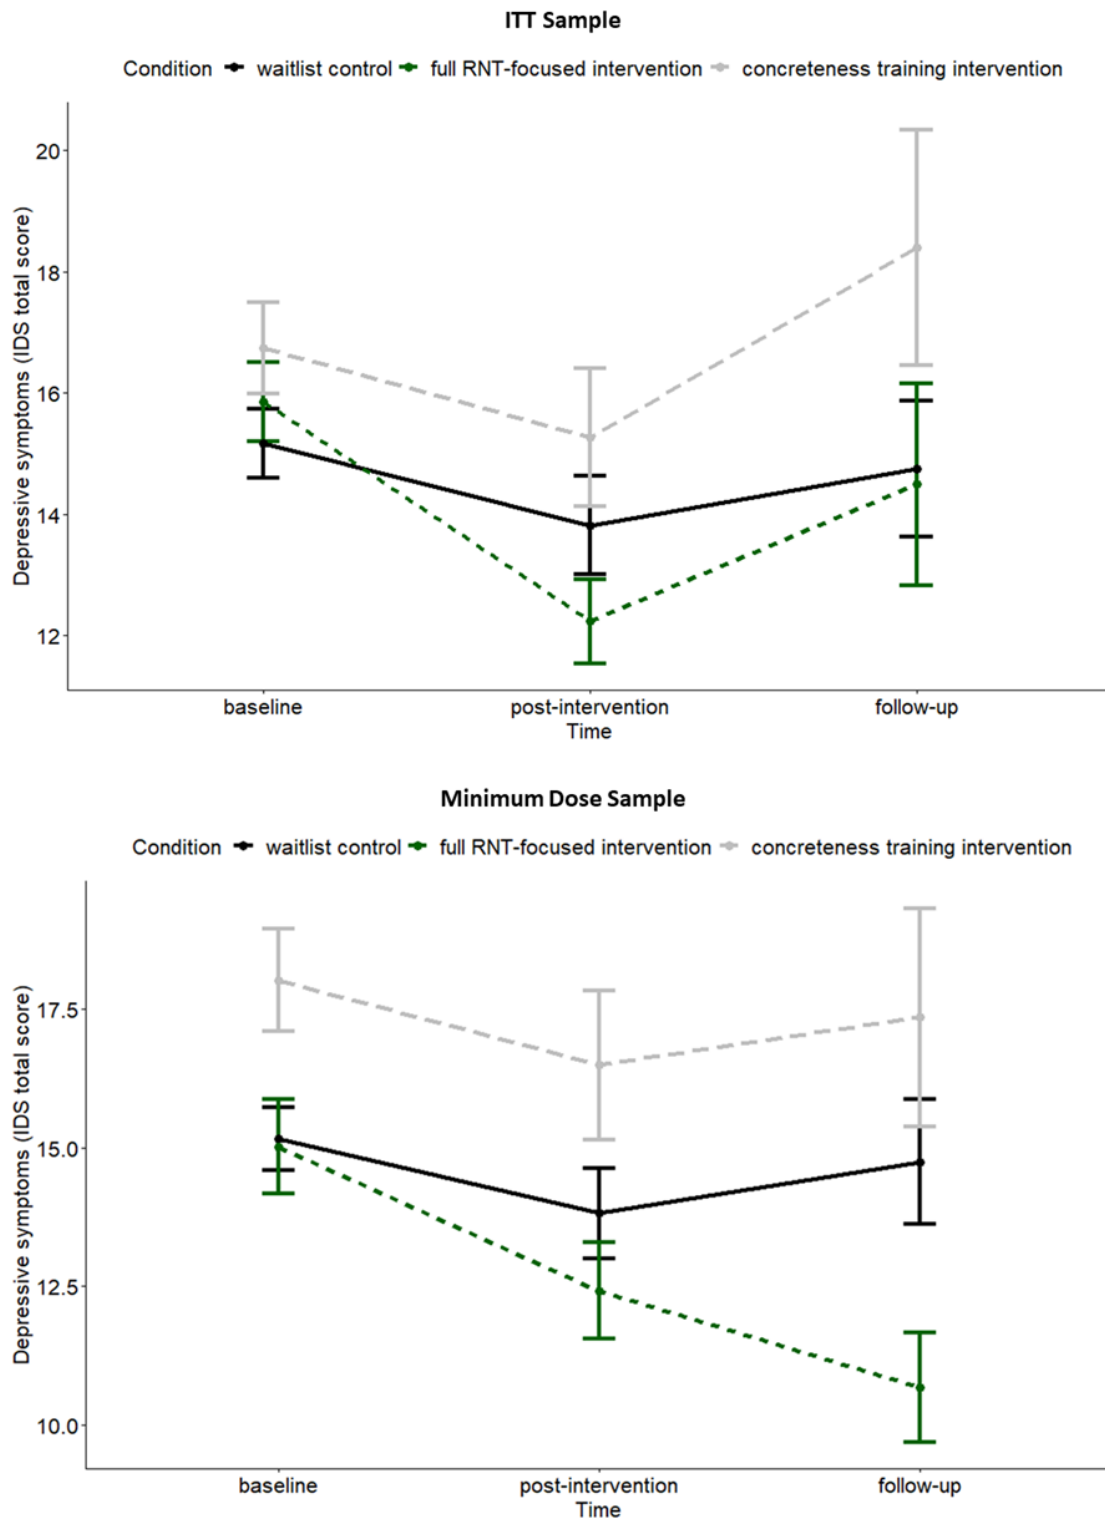 ITT Sample
Condition waitlist control full RNT-focused intervention concreteness training intervention
Depressive symptoms (IDS total score)
20
18
16
14
12
baseline post-intervention follow-up
Time
Minimum Dose Sample
Condition waitlist control full RNT-focused intervention concreteness training intervention
Depressive symptoms (IDS total score)
17.5
15.0
12.5
10.0
baseline post-intervention follow-up
Time